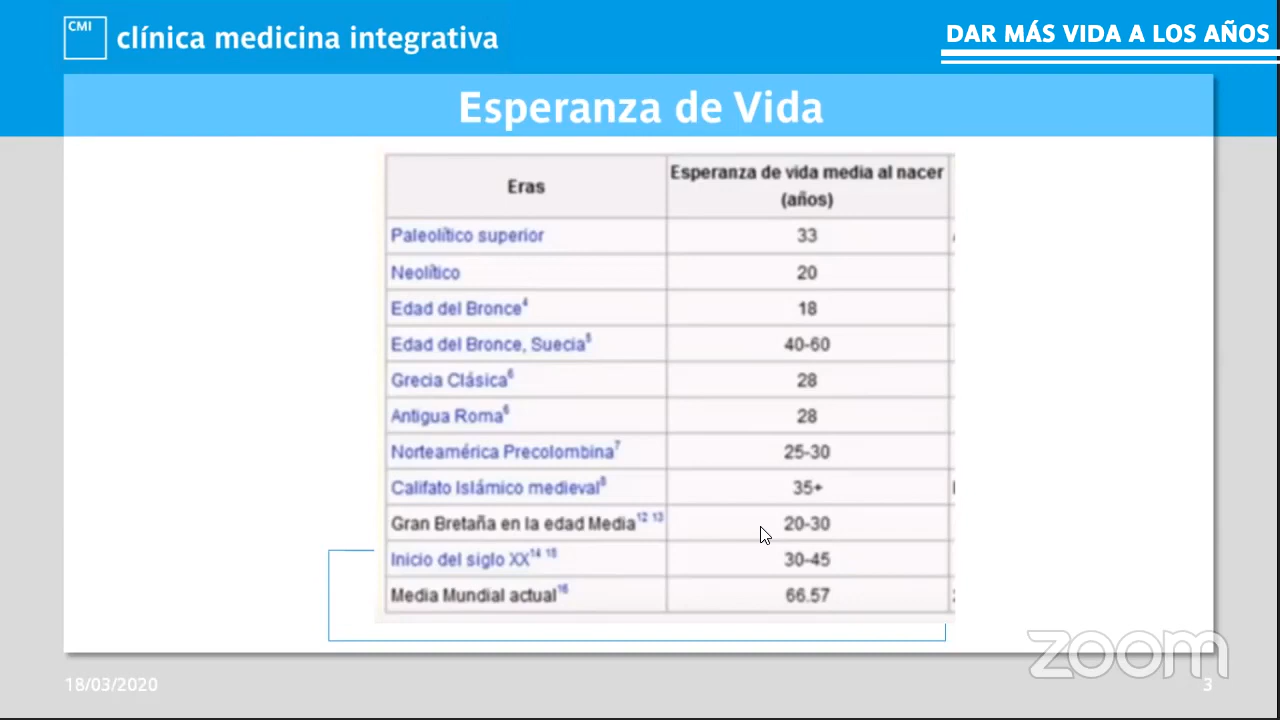 CMI
clínica medicina integrativa
DAR MÁS VIDA A LOS AÑOS
Esperanza de Vida
Eras
Esperanza de vida media al nacer
(años)
Paleolítico superior 33
Neolítico 20
Edad del Bronce⁴ 18
Edad del Bronce, Suecia⁵ 40-60
Grecia Clásica⁶ 28
Antigua Roma⁶ 28
Norteamérica Precolombina⁷ 25-30
Califato Islámico medieval⁸ 35+
Gran Bretaña en la edad Media¹² ¹³ 20-30
Inicio del siglo XX¹⁴ ¹⁵ 30-45
Media Mundial actual¹⁶ 66.57
zoom
18/03/2020
3